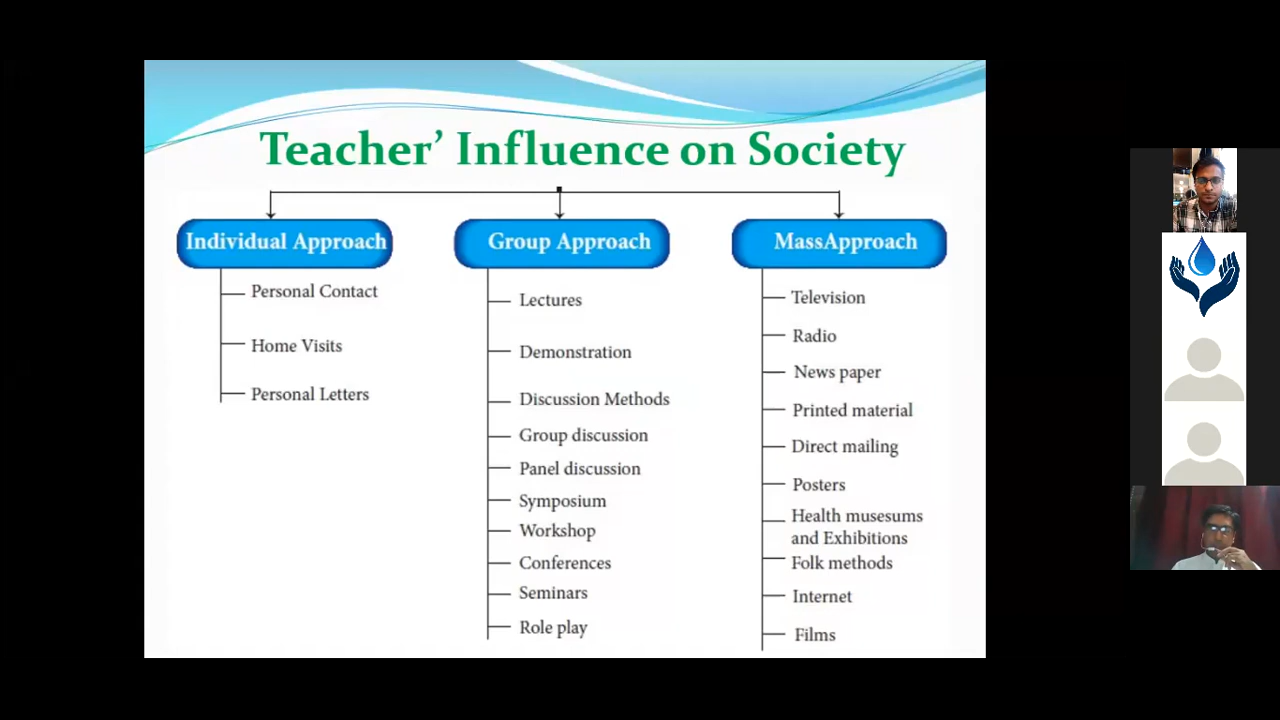 Teacher’ Influence on Society
Individual Approach
Personal Contact
Home Visits
Personal Letters
Group Approach
Lectures
Demonstration
Discussion Methods
Group discussion
Panel discussion
Symposium
Workshop
Conferences
Seminars
Role play
MassApproach
Television
Radio
News paper
Printed material
Direct mailing
Posters
Health musesums
and Exhibitions
Folk methods
Internet
Films